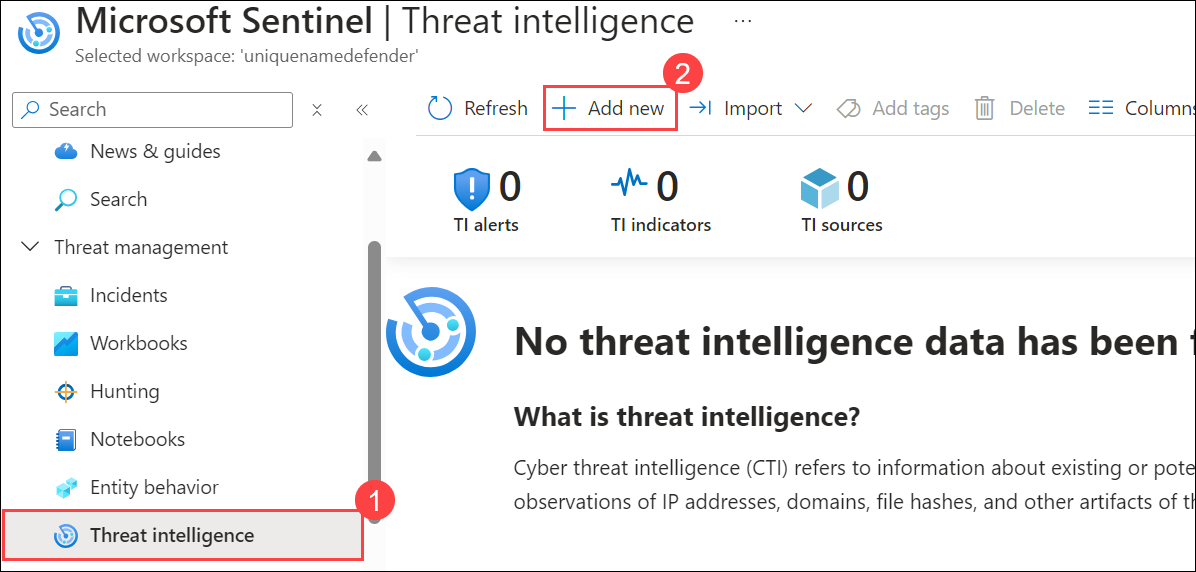 Microsoft Sentinel | Threat intelligence ...
Selected workspace: 'uniquenamedefender'
Search
«
Refresh
Add new
2
Import
Add tags
Delete
Columns
News & guides
Search
Threat management
Incidents
Workbooks
Hunting
Notebooks
Entity behavior
1
Threat intelligence
0
TI alerts
0
TI indicators
0
TI sources
No threat intelligence data has been
What is threat intelligence?
Cyber threat intelligence (CTI) refers to information about existing or pote
observations of IP addresses, domains, file hashes, and other artifacts of th